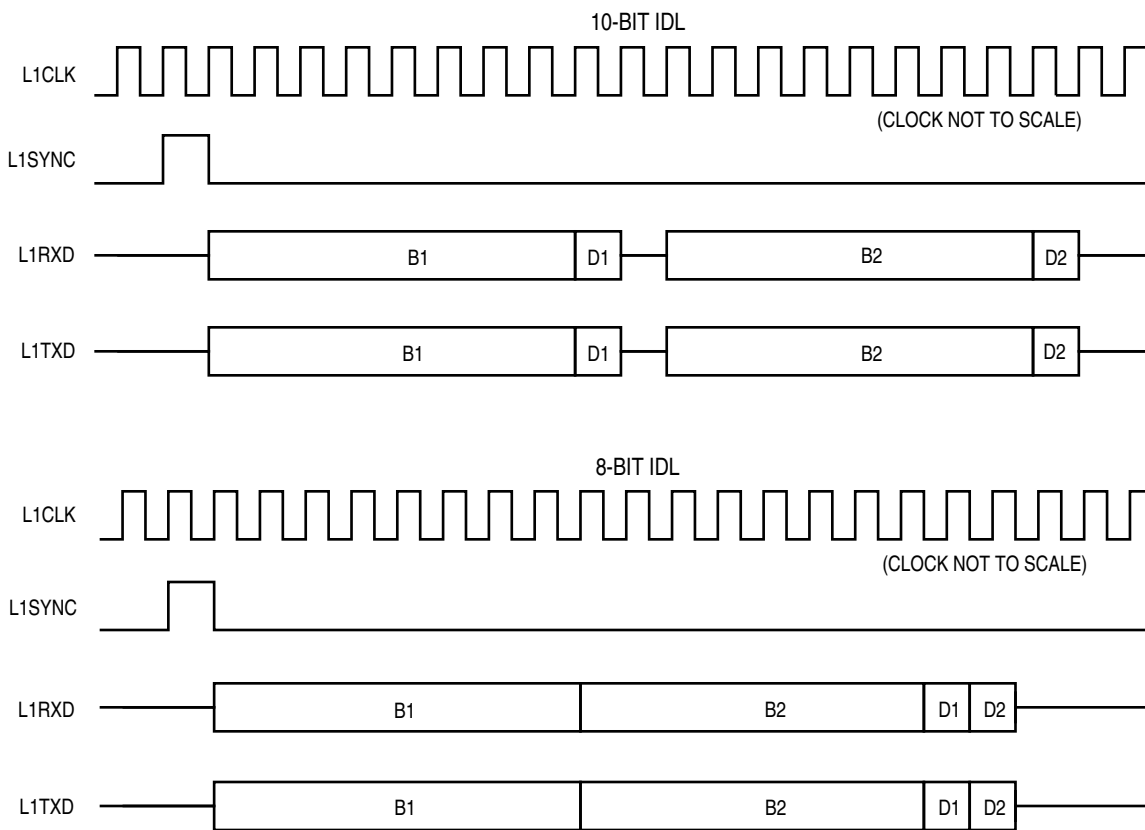 10-BIT IDL
L1CLK
(CLOCK NOT TO SCALE)
L1SYNC
L1RXD B1 D1 B2 D2
L1TXD B1 D1 B2 D2
8-BIT IDL
L1CLK
(CLOCK NOT TO SCALE)
L1SYNC
L1RXD B1 B2 D1 D2
L1TXD B1 B2 D1 D2